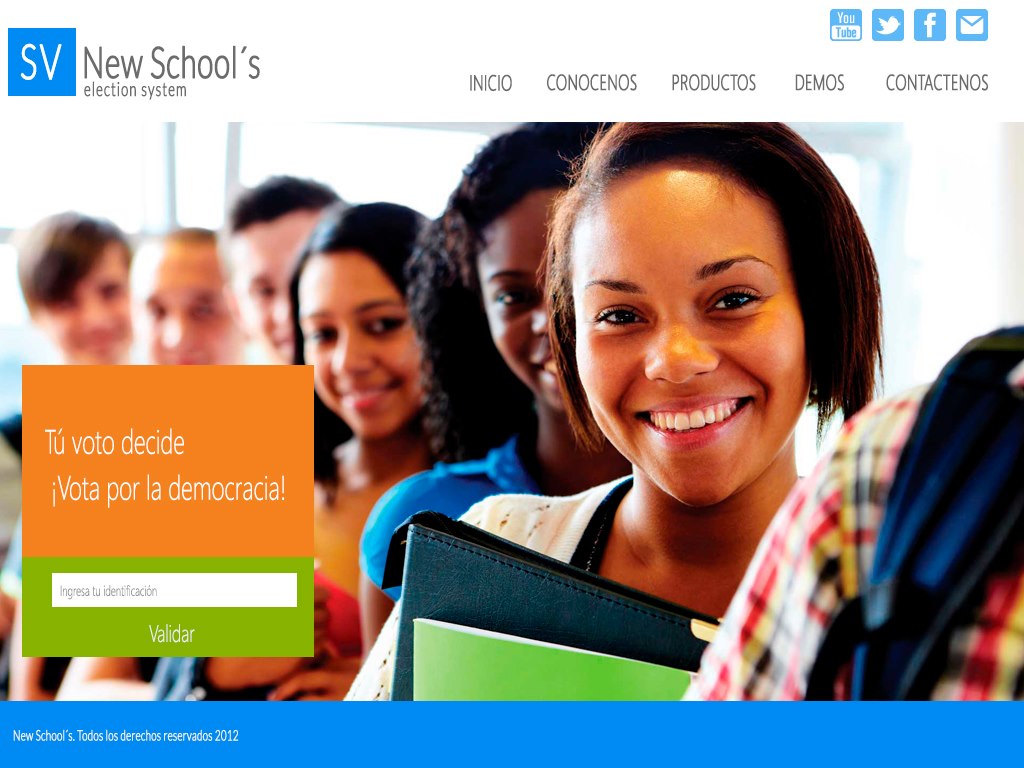 You
Tube
SV
New School´s
election system
INICIO CONOCENOS PRODUCTOS DEMOS CONTACTENOS
Tú voto decide
¡Vota por la democracia!
Ingresa tu identificación
Validar
New School´s. Todos los derechos reservados 2012